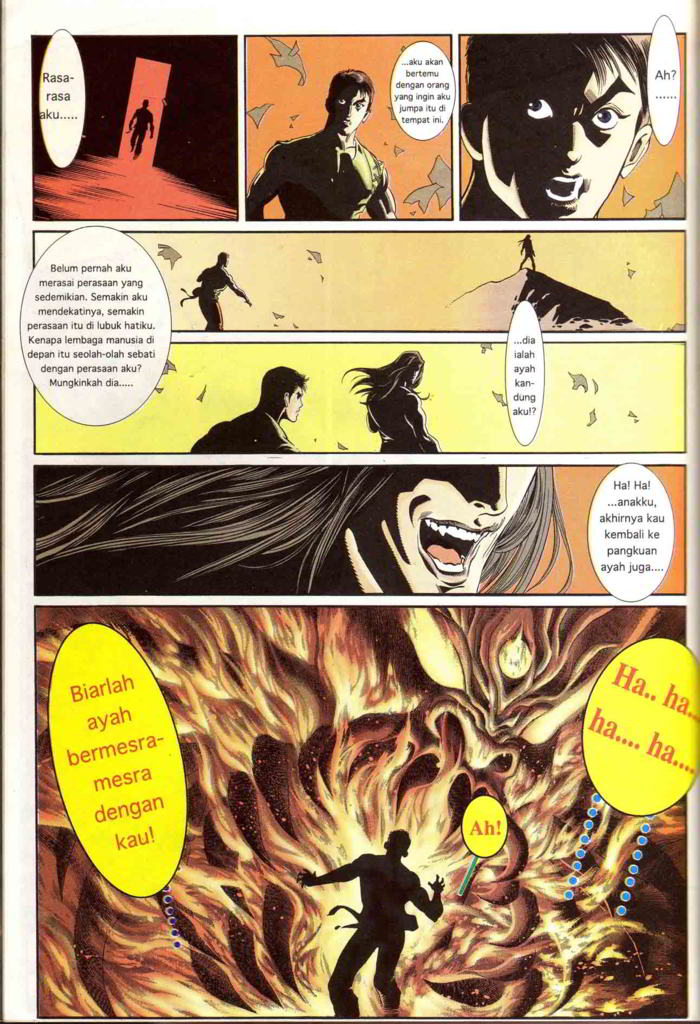 Rasa-
rasa
aku.....
...aku akan
bertemu
dengan orang
yang ingin aku
jumpa itu di
tempat ini.
Ah?
......
Belum pernah aku
merasai perasaan yang
sedemikian. Semakin aku
mendekatinya, semakin
perasaan itu di lubuk hatiku.
Kenapa lembaga manusia di
depan itu seolah-olah sebati
dengan perasaan aku?
Mungkinkah dia.....
...dia
ialah
ayah
kan-
dung
aku!?
Ha! Ha!
...anakku,
akhirnya kau
kembali ke
pangkuan
ayah juga....
Biarlah
ayah
bermesra-
mesra
dengan
kau!
Ha.. ha..
ha.... ha....
Ah!